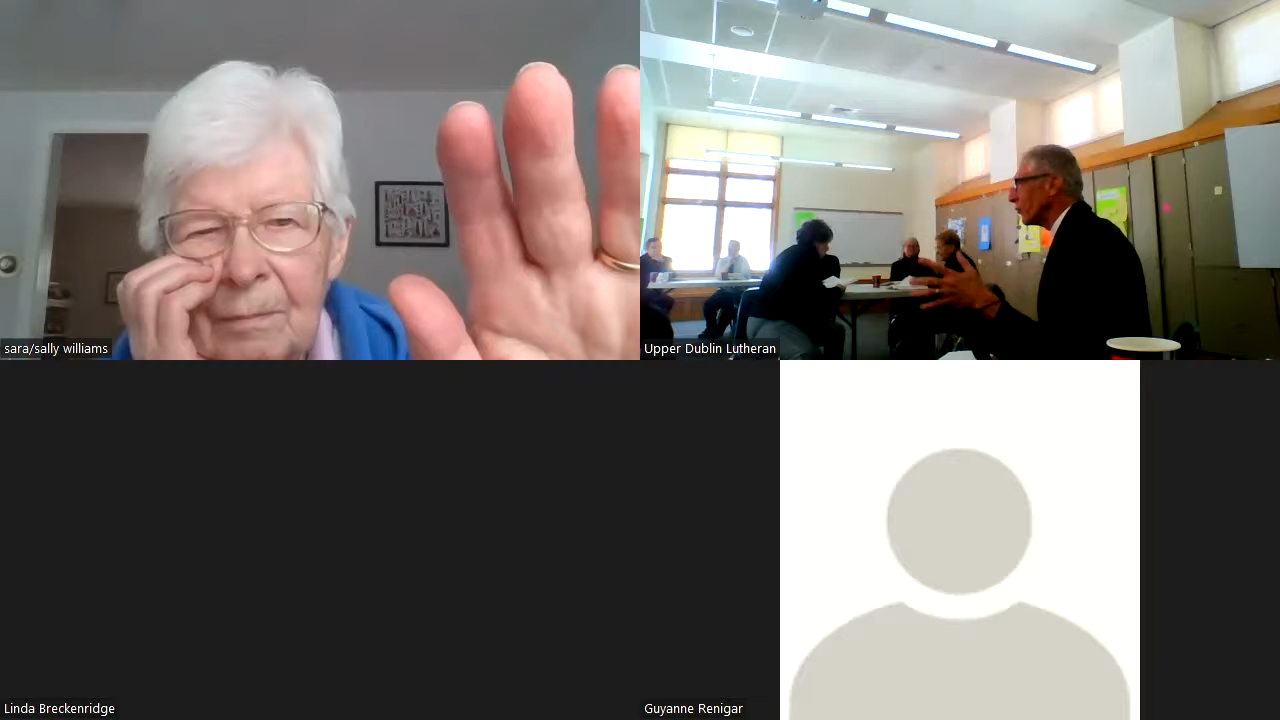 sara/sally williams
Upper Dublin Lutheran
Linda Breckenridge
Guyanne Renigar